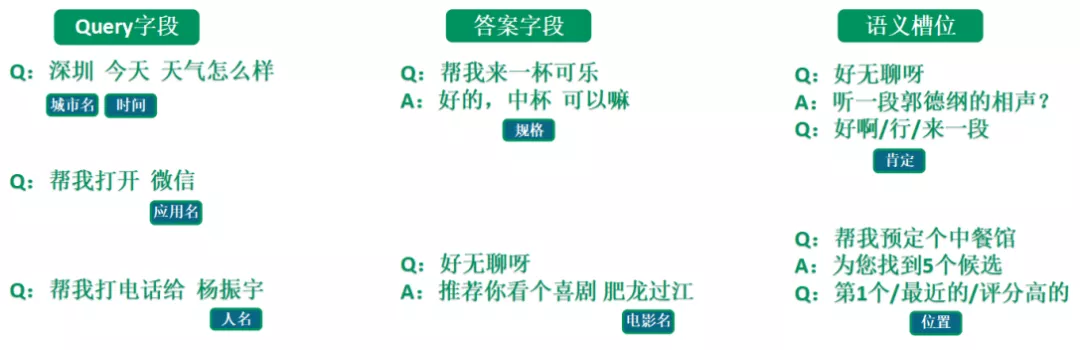 Query字段
Q：深圳 今天 天气怎么样
城市名 时间
Q：帮我打开 微信
应用名
Q：帮我打电话给 杨振宇
人名
答案字段
Q：帮我来一杯可乐
A：好的，中杯 可以嘛
规格
Q：好无聊呀
A：推荐你看个喜剧 肥龙过江
电影名
语义槽位
Q：好无聊呀
A：听一段郭德纲的相声？
Q：好啊/行/来一段
肯定
Q：帮我预定个中餐馆
A：为您找到5个候选
Q：第1个/最近的/评分高的
位置